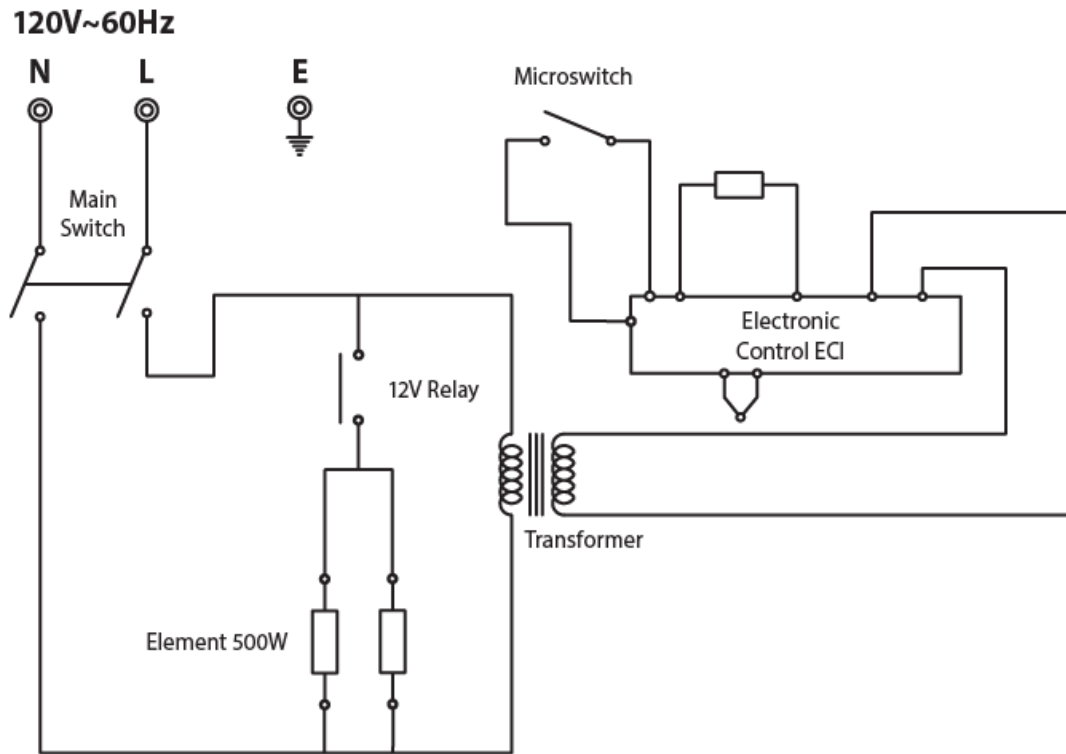 120V~60Hz
N
L
E
Microswitch
Main
Switch
Electronic
Control ECI
12V Relay
Transformer
Element 500W